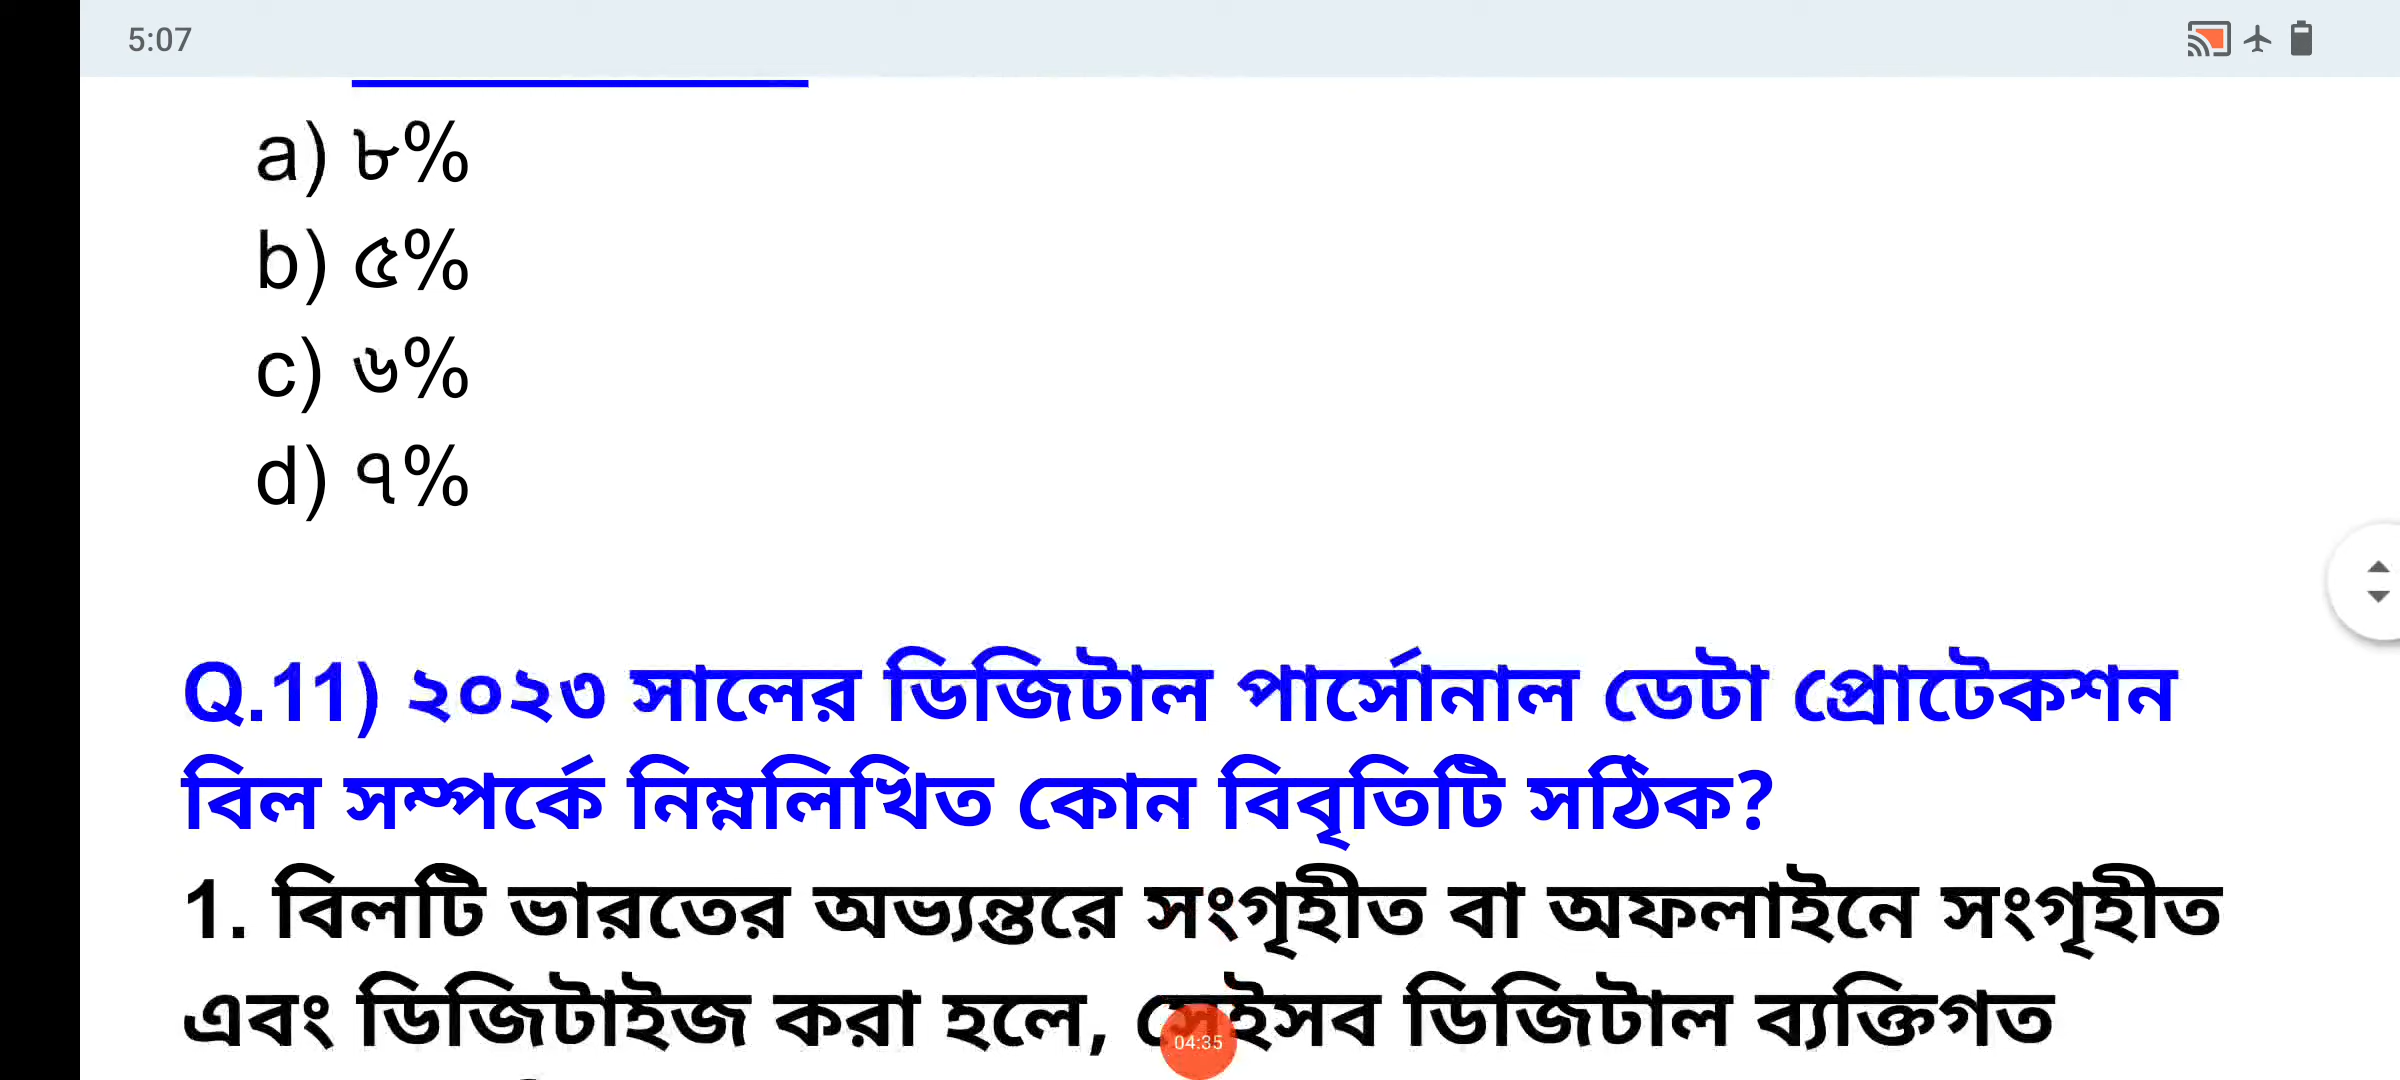 5:07
a) ৮%
b) ৫%
c) ৬%
d) ৭%
Q.11) ২০২৩ সালের ডিজিটাল পার্সোনাল ডেটা প্রোটেকশন
বিল সম্পর্কে নিম্নলিখিত কোন বিবৃতিটি সঠিক?
1. বিলটি ভারতের অভ্যন্তরে সংগৃহীত বা অফলাইনে সংগৃহীত
এবং ডিজিটাইজ করা হলে, সেইসব ডিজিটাল ব্যক্তিগত
04:35